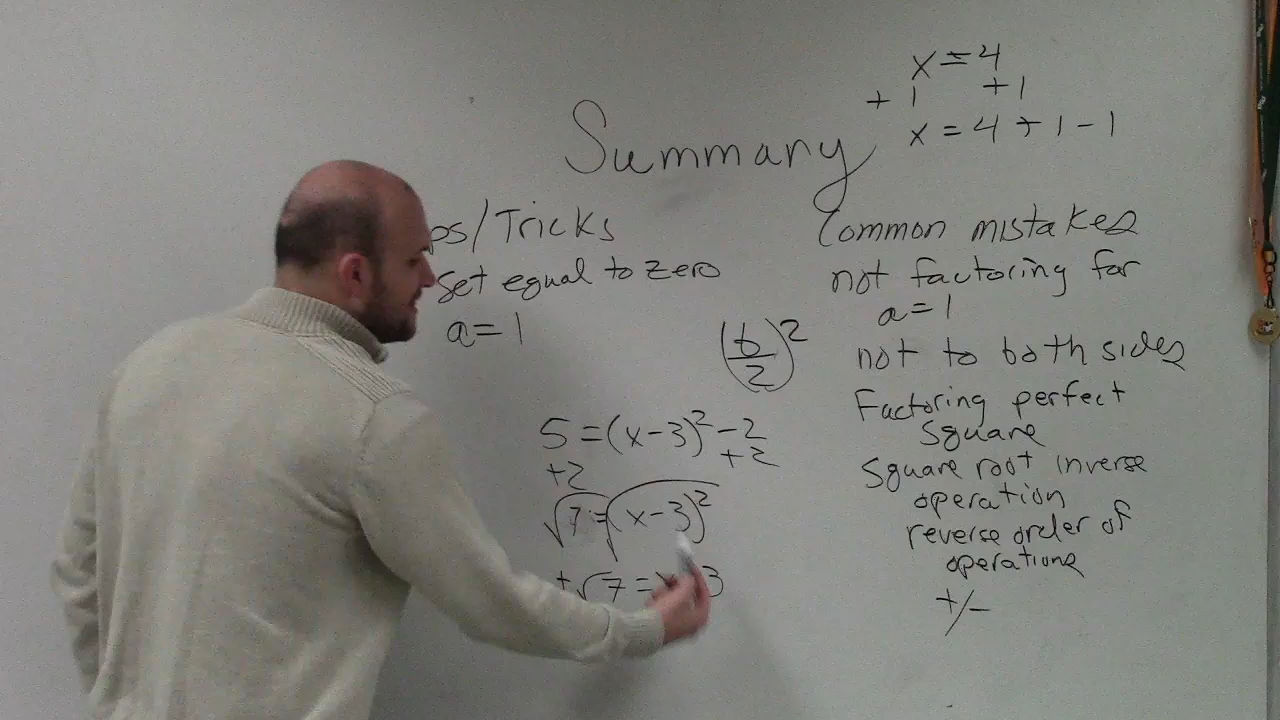 x = 4
+ 1 +1
x = 4 + 1 - 1
Summary
ps/Tricks
set equal to zero
a = 1
(b/2)²
5 = (x-3)² - 2
+2 +2
√7 = √(x-3)²
± √7 = x 3
Common mistakes
not factoring for
a = 1
not to both sides
Factoring perfect
square
square root inverse
operation
reverse order of
operations
+/-